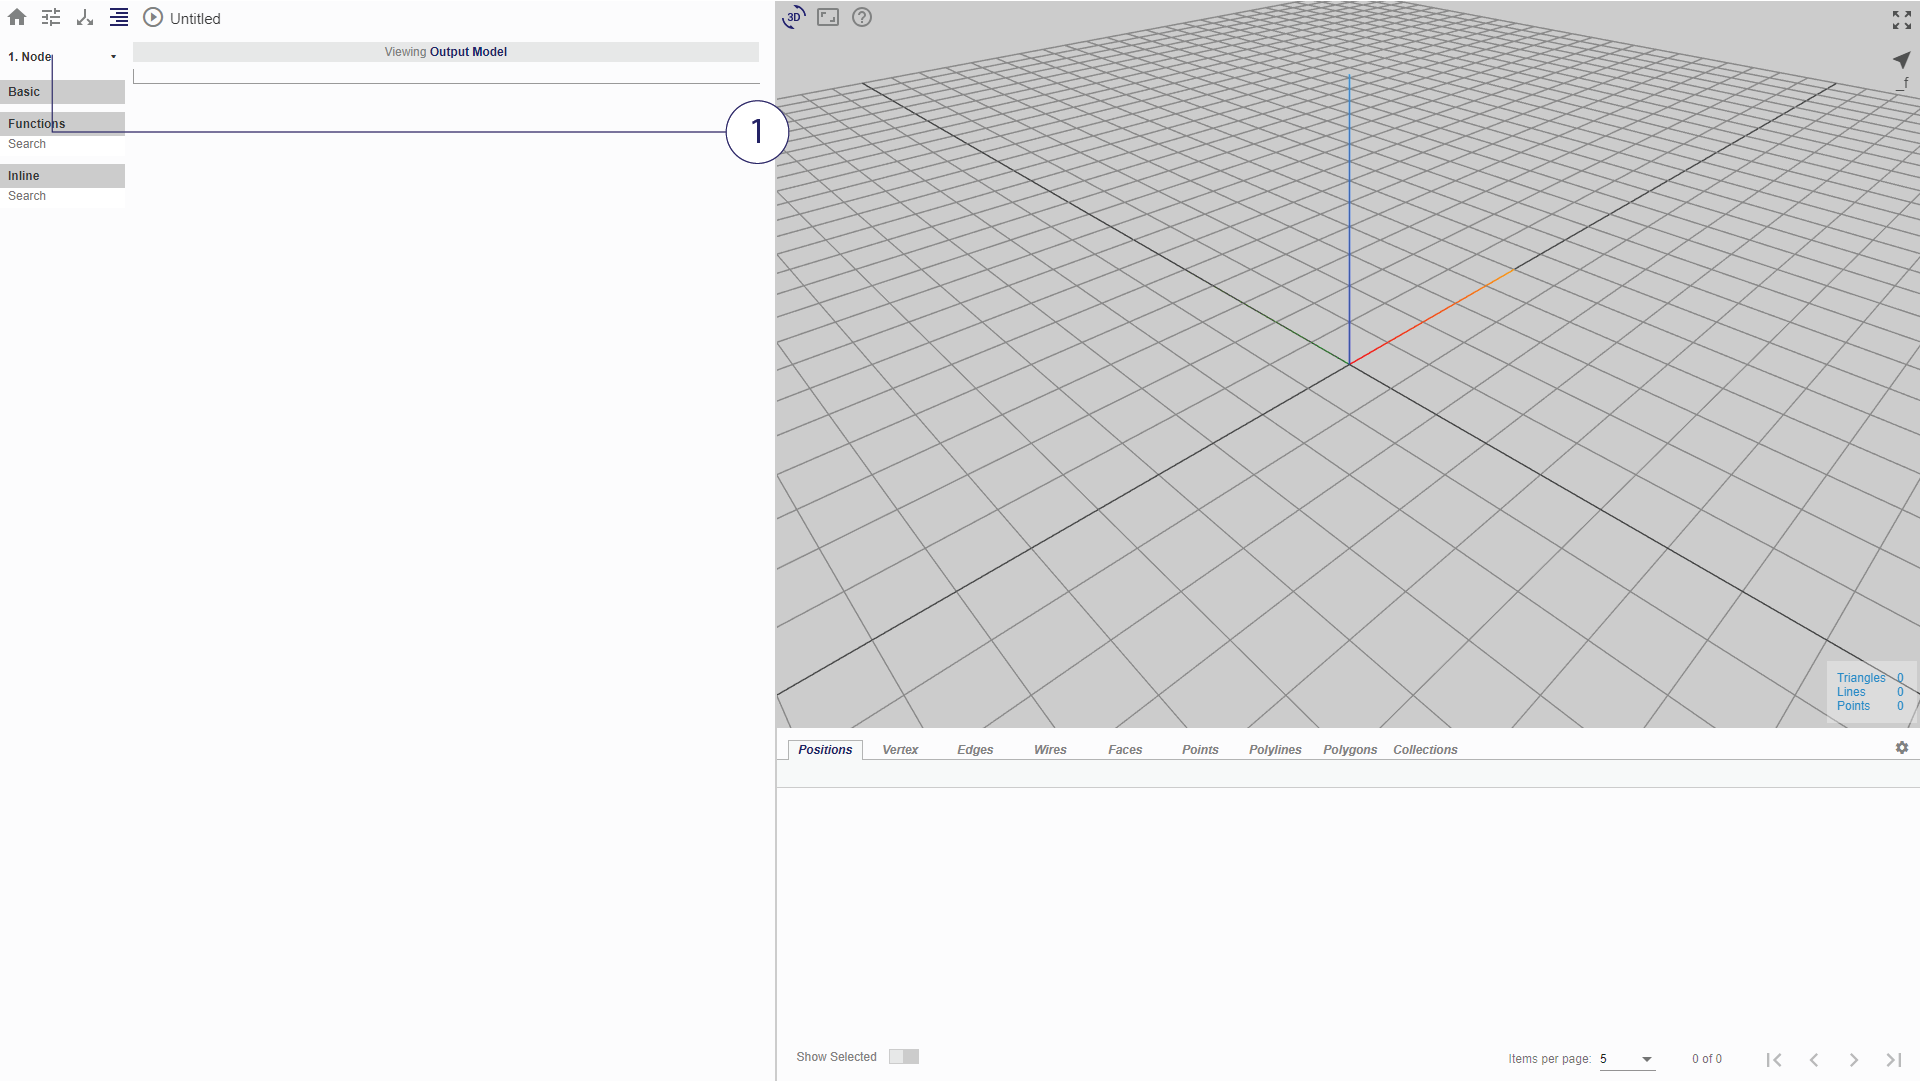 Untitled
3D
1. Node
Viewing Output Model
Basic
Functions
Search
Inline
Search
1
_f
Triangles 0
Lines 0
Points 0
Positions Vertex Edges Wires Faces Points Polylines Polygons Collections
Show Selected
Items per page: 5 0 of 0